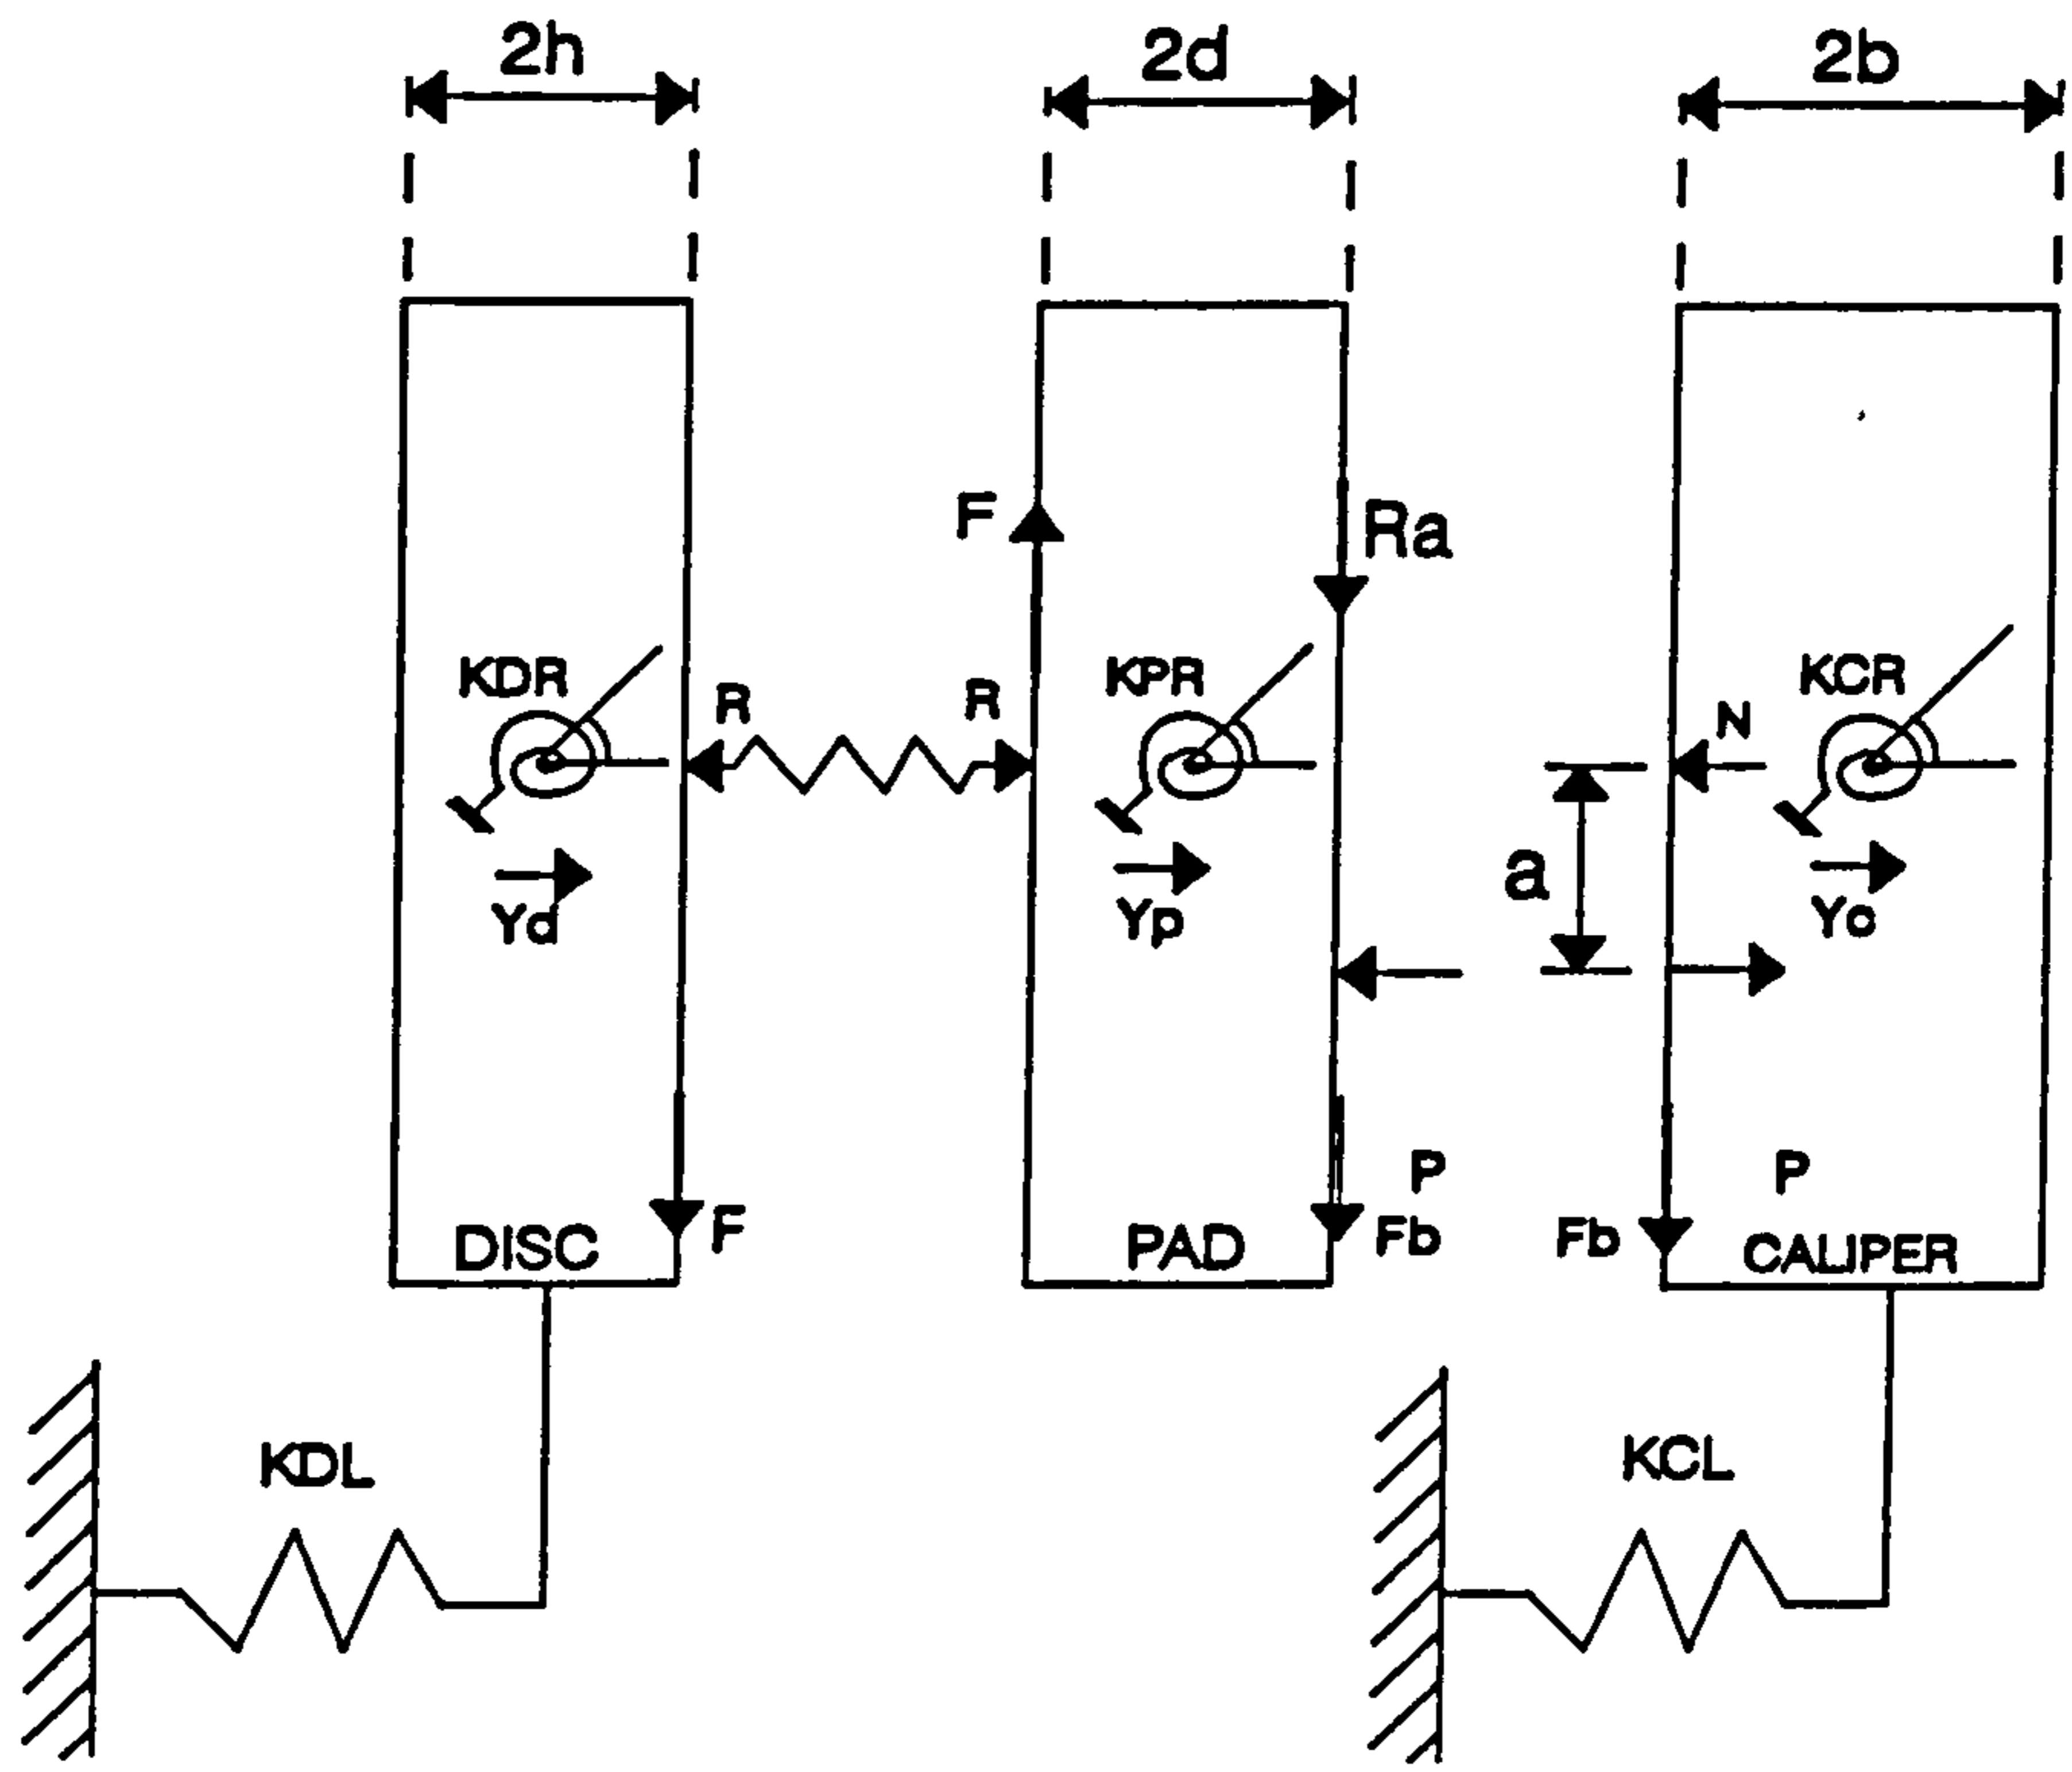 2h
2d
2b
F
Ra
KDR
R
R
KPR
N
KCR
a
Yd
Yp
Yc
P
P
DISC
F
PAD
Fb
Fb
CALIPER
KDL
KCL